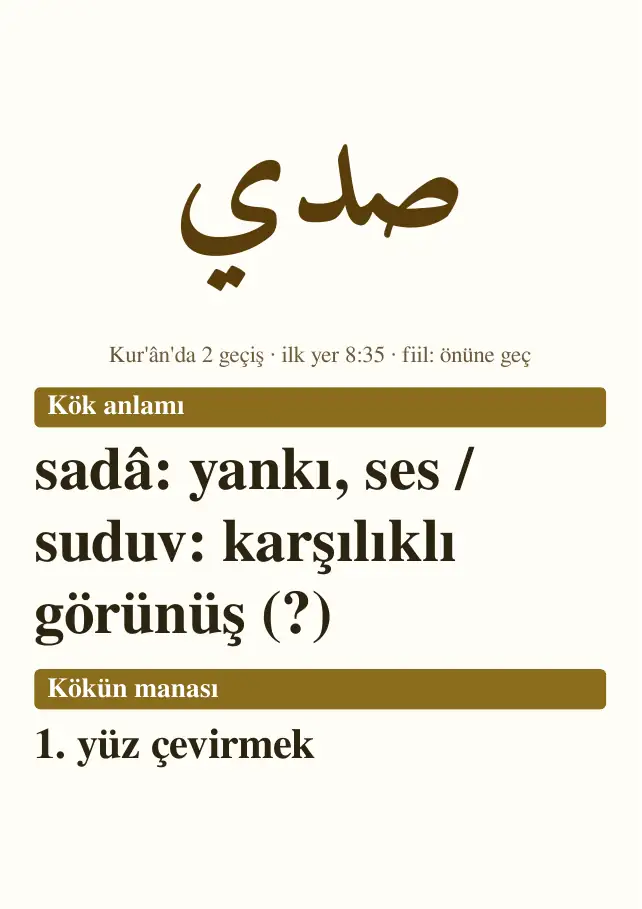 صدي
Kur'ân'da 2 geçiş · ilk yer 8:35 · fiil: önüne geç
Kök anlamı
sadâ: yankı, ses /
suduv: karşılıklı
görünüş (?)
Kökün manası
1. yüz çevirmek